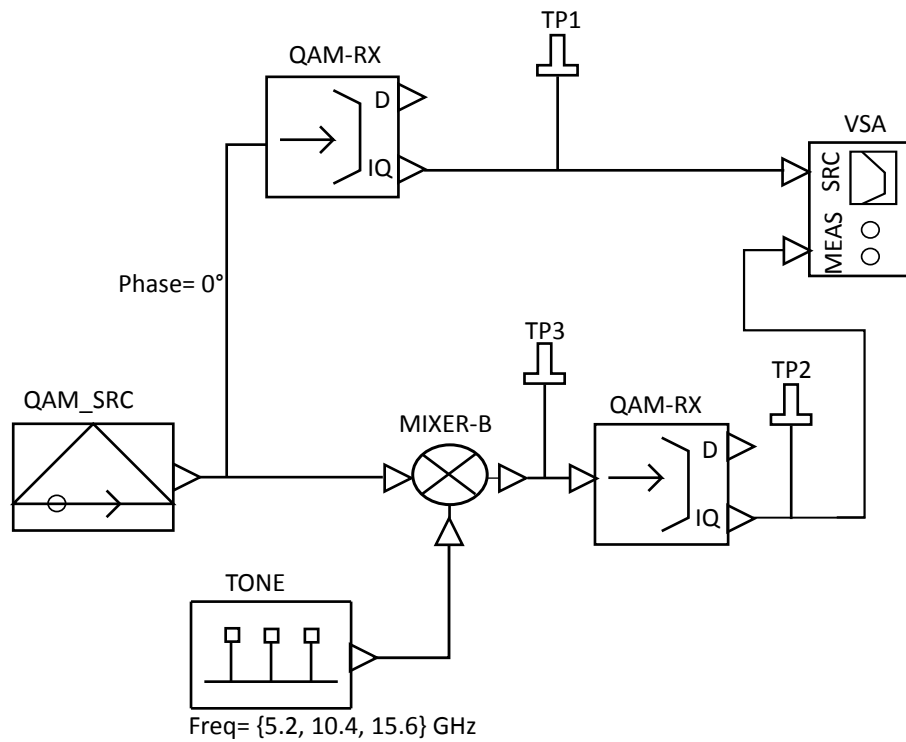 TP1
QAM-RX
D
IQ
VSA
SRC
MEAS
Phase= 0°
TP3
TP2
QAM_SRC
MIXER-B
QAM-RX
D
IQ
TONE
Freq= {5.2, 10.4, 15.6} GHz